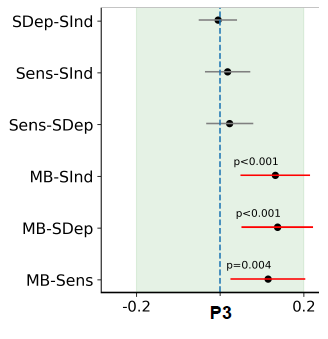 SDep-SInd
Sens-SInd
Sens-SDep
p<0.001
MB-SInd
p<0.001
MB-SDep
p=0.004
MB-Sens
-0.2 0.2
P3